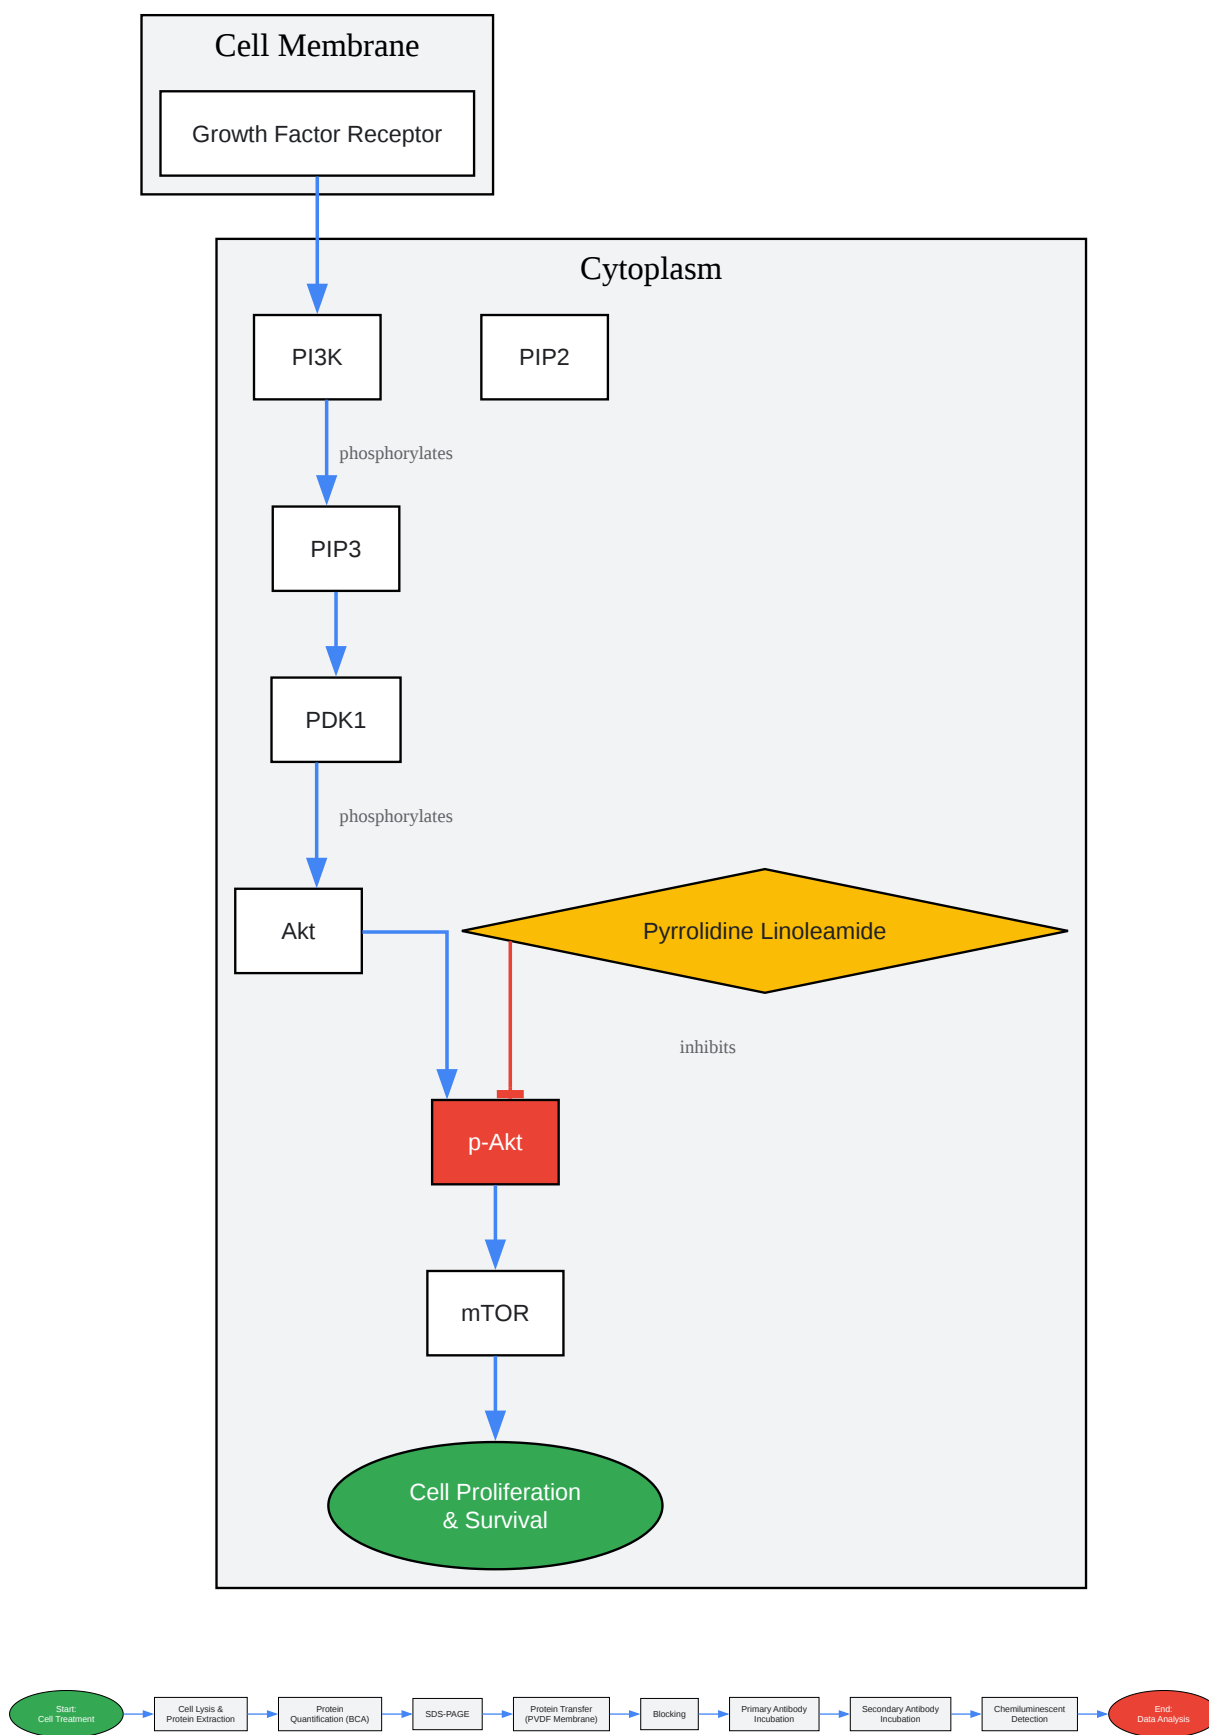 Cell Membrane
Growth Factor Receptor
Cytoplasm
PI3K
PIP2
phosphorylates
PIP3
PDK1
phosphorylates
Akt
Pyrrolidine Linoleamide
inhibits
p-Akt
mTOR
Cell Proliferation
& Survival
Start:
Cell Treatment
Cell Lysis &
Protein Extraction
Protein
Quantification (BCA)
SDS-PAGE
Protein Transfer
(PVDF Membrane)
Blocking
Primary Antibody
Incubation
Secondary Antibody
Incubation
Chemiluminescent
Detection
End:
Data Analysis